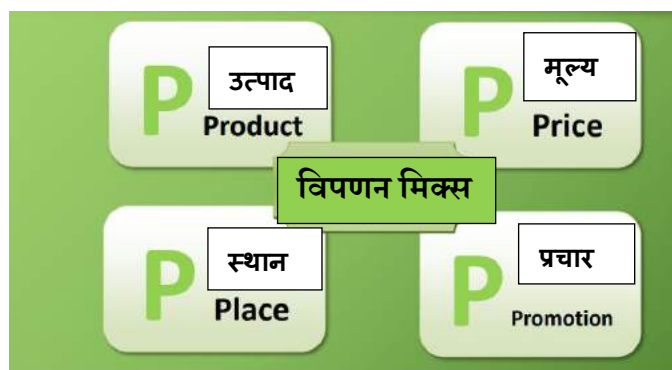 P उत्पाद
Product
P मूल्य
Price
विपणन मिक्स
P स्थान
Place
P प्रचार
Promotion